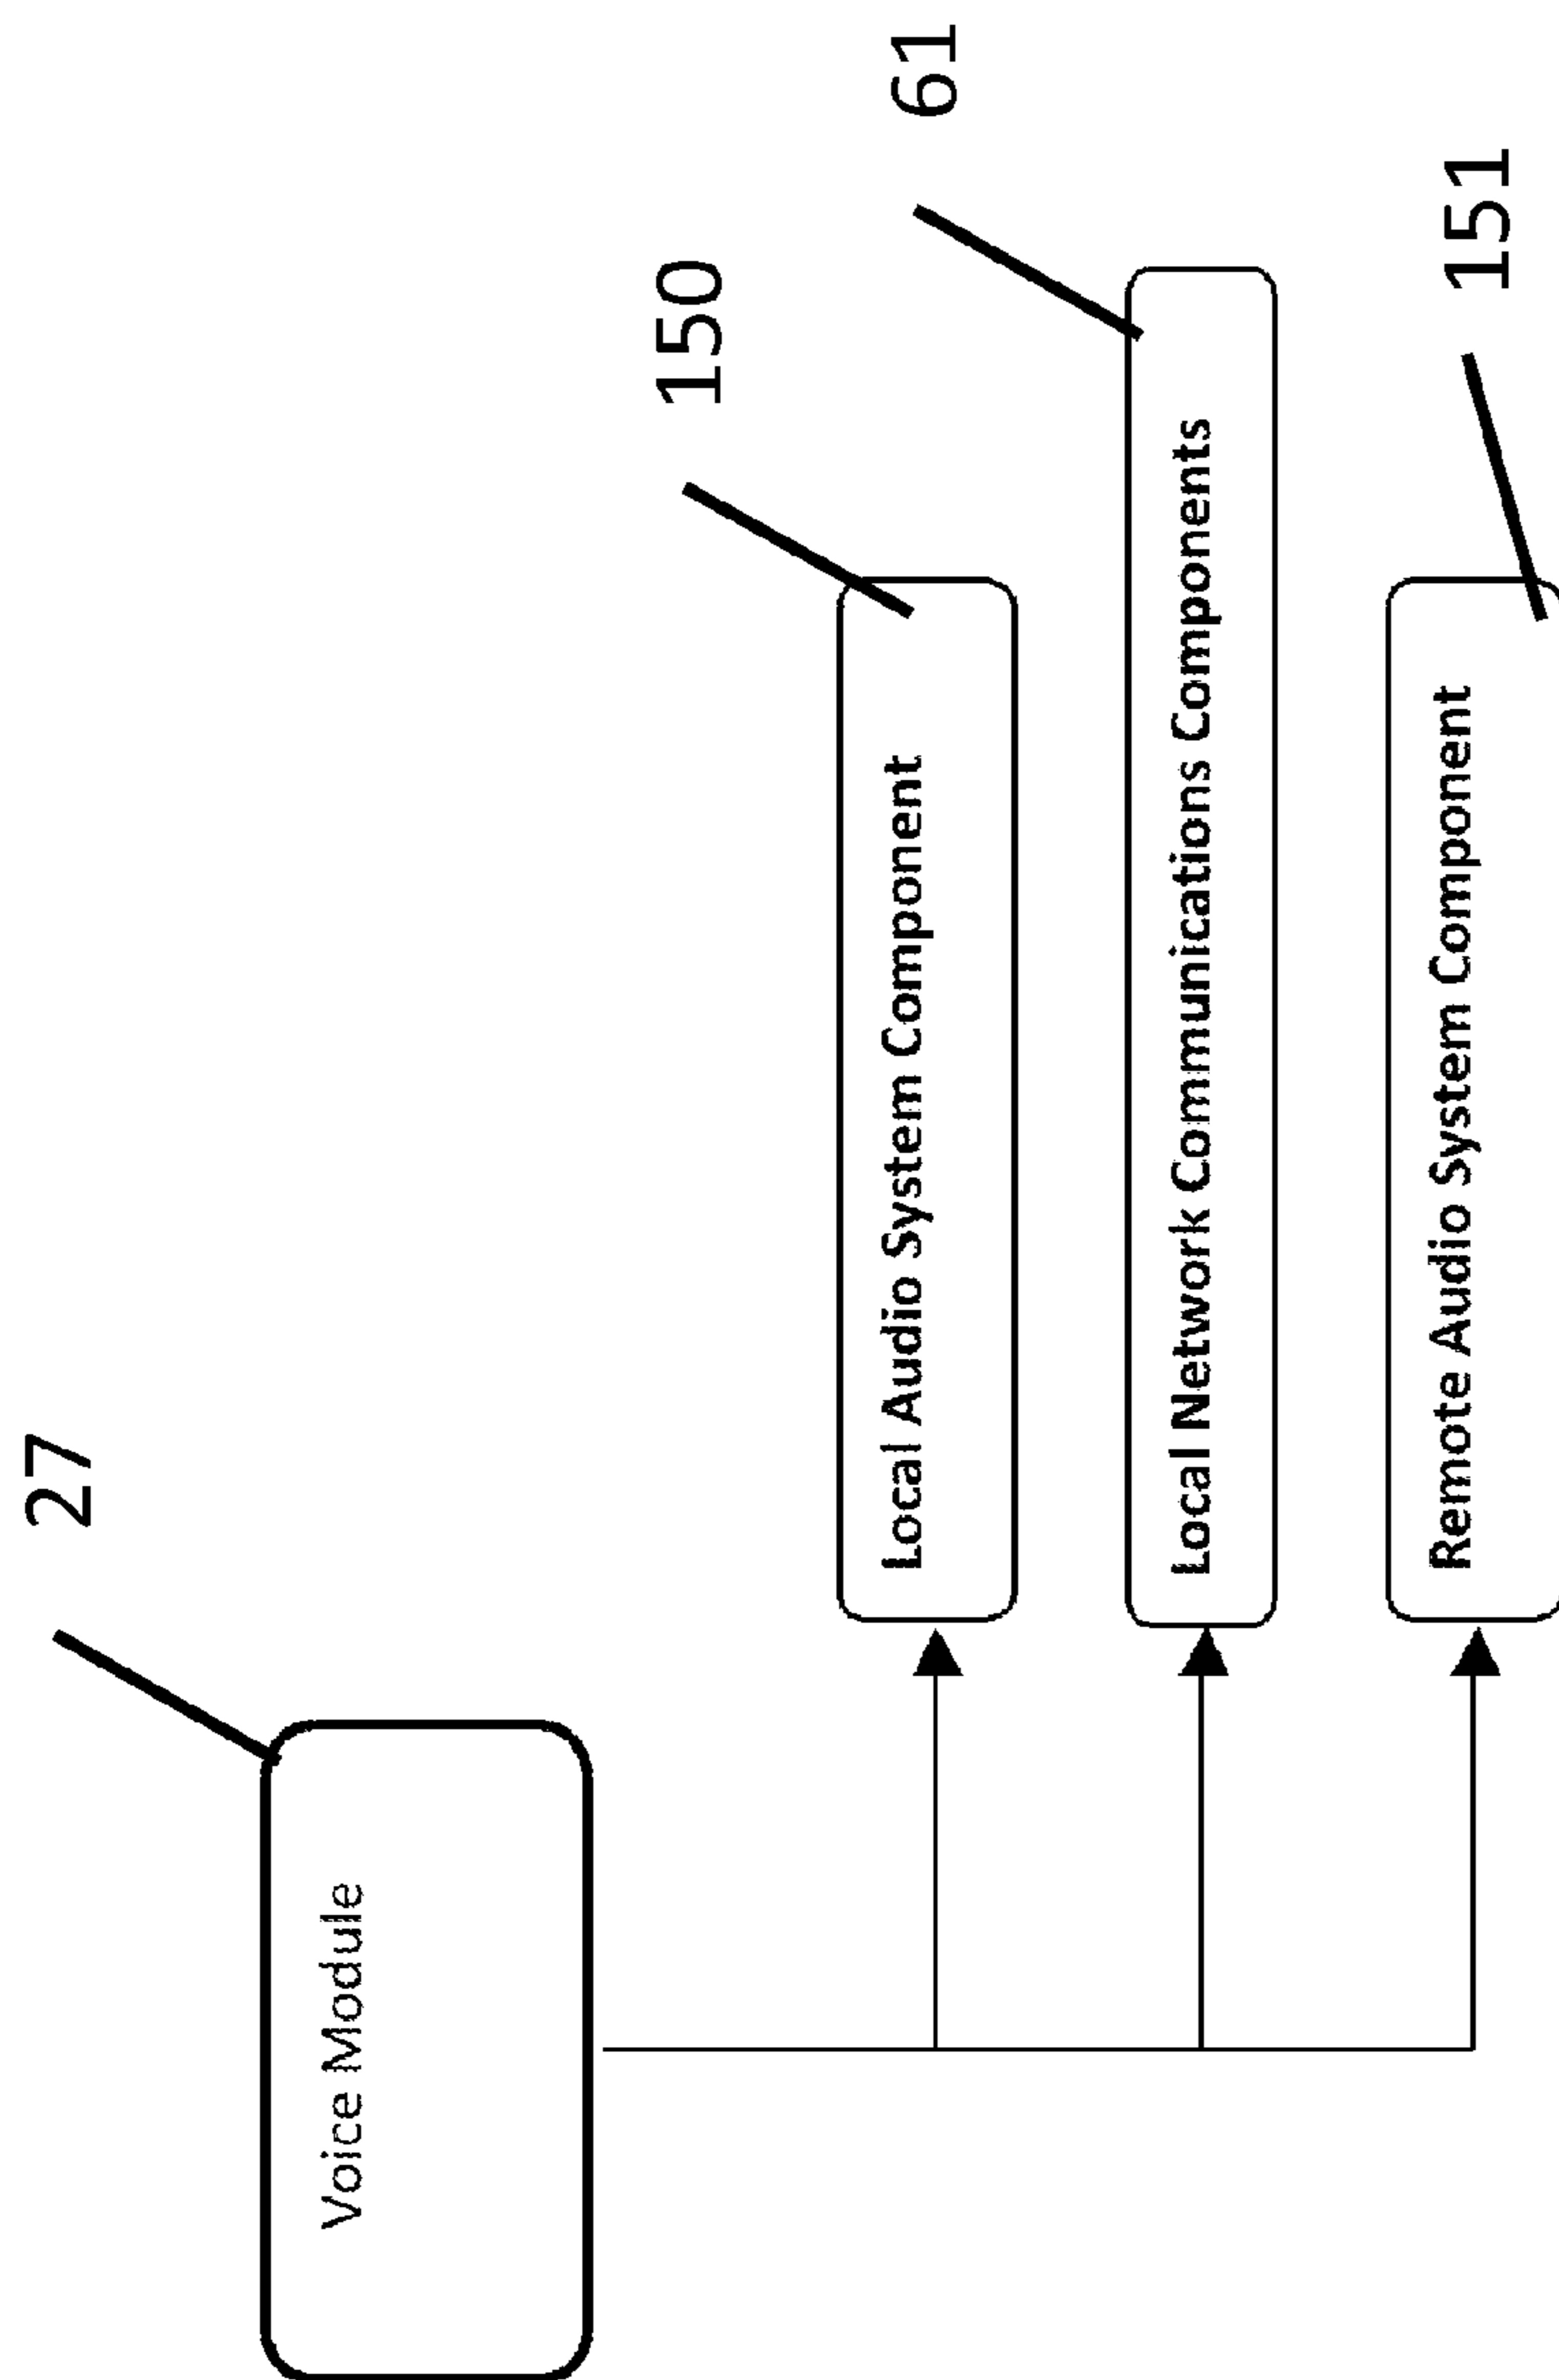 27
Voice Module
150
Local Audio System Component
61
Local Network Communications Components
151
Remote Audio System Component